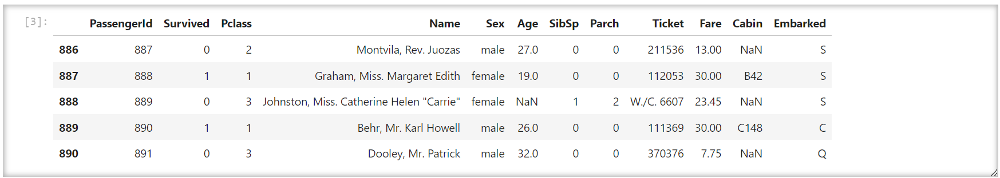 [3]: PassengerId Survived Pclass Name Sex Age SibSp Parch Ticket Fare Cabin Embarked
886 887 0 2 Montvila, Rev. Juozas male 27.0 0 0 211536 13.00 NaN S
887 888 1 1 Graham, Miss. Margaret Edith female 19.0 0 0 112053 30.00 B42 S
888 889 0 3 Johnston, Miss. Catherine Helen "Carrie" female NaN 1 2 W./C. 6607 23.45 NaN S
889 890 1 1 Behr, Mr. Karl Howell male 26.0 0 0 111369 30.00 C148 C
890 891 0 3 Dooley, Mr. Patrick male 32.0 0 0 370376 7.75 NaN Q